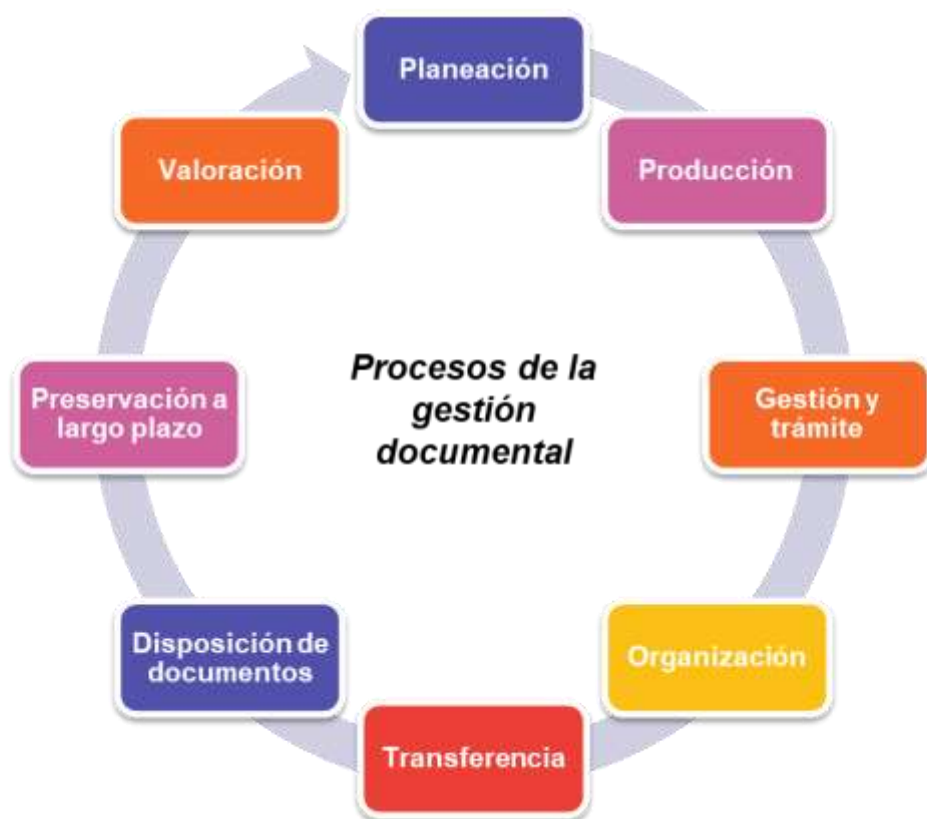 Planeación
Producción
Gestión y
trámite
Organización
Transferencia
Disposición de
documentos
Preservación a
largo plazo
Valoración
Procesos de la
gestión
documental